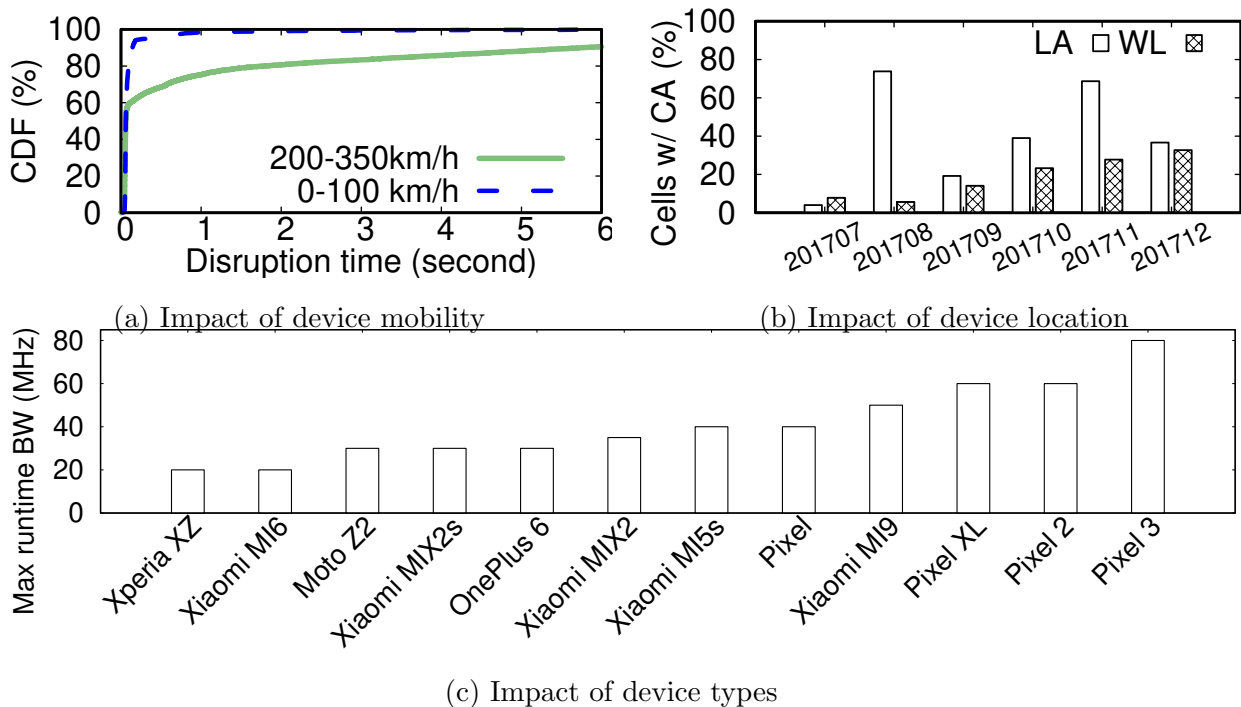 100
80
60
40
20
0
CDF (%)
200-350km/h
0-100 km/h
0 1 2 3 4 5 6
Disruption time (second)
(a) Impact of device mobility
100
80
60
40
20
0
Cells w/ CA (%)
LA WL
201707 201708 201709 201710 201711 201712
(b) Impact of device location
80
60
40
20
0
Max runtime BW (MHz)
Xperia XZ
Xiaomi MI6
Moto Z2
Xiaomi MIX2s
OnePlus 6
Xiaomi MIX2
Xiaomi MI5s
Pixel
Xiaomi MI9
Pixel XL
Pixel 2
Pixel 3
(c) Impact of device types